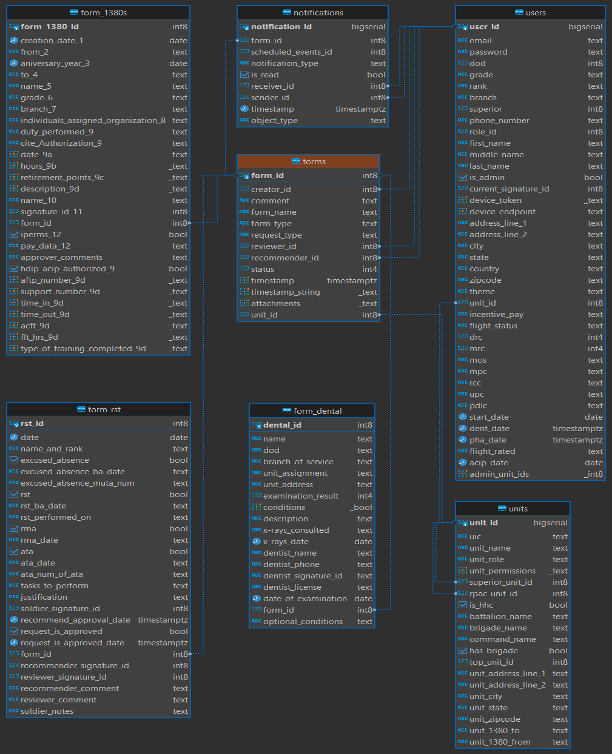 form_1380s
form_1380_id int8
creation_date_1 date
from_2 text
aniversary_year_3 date
to_4 text
name_5 text
grade_6 text
branch_7 text
individuals_assigned_organization_8 text
duty_performed_9 text
cite_Authorization_9 text
date_9a _text
hours_9b _text
retirement_points_9c _text
description_9d _text
name_10 text
signature_id_11 int8
form_id int8
iperms_12 bool
pay_data_12 text
approver_comments text
hdip_acip_authorized_9 bool
aftp_number_9d _text
support_number_9d _text
time_in_9d _text
time_out_9d _text
acft_9d _text
flt_hrs_9d _text
type_of_training_completed_9d _text
notifications
notification_id bigserial
form_id int8
scheduled_events_id int8
notification_type text
is_read bool
receiver_id int8
sender_id int8
timestamp timestamptz
object_type text
forms
form_id int8
creator_id int8
comment text
form_name text
form_type text
request_type text
reviewer_id int8
recommender_id int8
status int4
timestamp timestamptz
timestamp_string _text
attachments _text
unit_id int8
users
user_id bigserial
email text
password text
dod int8
grade text
rank text
branch text
superior int8
phone_number text
role_id int8
first_name text
middle_name text
last_name text
is_admin bool
current_signature_id int8
device_token _text
device_endpoint _text
address_line_1 text
address_line_2 text
city text
state text
country text
zipcode text
theme text
unit_id int8
incentive_pay text
flight_status text
drc int4
mrc int4
mos text
mpc text
rcc text
upc text
pdlc text
start_date date
dent_date timestamptz
pha_date timestamptz
flight_rated text
acip_date date
admin_unit_ids _int8
form_rst
rst_id int8
date date
name_and_rank text
excused_absence bool
excused_absence_ba_date text
excused_absence_muta_num text
rst bool
rst_ba_date text
rst_performed_on text
rma bool
rma_date text
ata bool
ata_date text
ata_num_of_ata text
tasks_to_perform text
justification text
soldier_signature_id int8
recommend_approval_date timestamptz
request_is_approved bool
request_is_approved_date timestamptz
form_id int8
recommender_signature_id int8
reviewer_signature_id int8
recommender_comment text
reviewer_comment text
soldier_notes text
form_dental
dental_id int8
name text
dod text
branch_of_service text
unit_assignment text
unit_address text
examination_result int4
conditions _bool
description text
x-rays_consulted text
x-rays_date date
dentist_name text
dentist_phone text
dentist_signature_id text
dentist_license text
date_of_examination date
form_id int8
optional_conditions text
units
unit_id bigserial
uic text
unit_name text
unit_role text
unit_permissions text
superior_unit_id int8
rpac_unit_id int8
is_hhc bool
battalion_name text
brigade_name text
command_name text
has_brigade bool
top_unit_id int8
unit_address_line_1 text
unit_address_line_2 text
unit_city text
unit_state text
unit_zipcode text
unit_1380_to text
unit_1380_from text